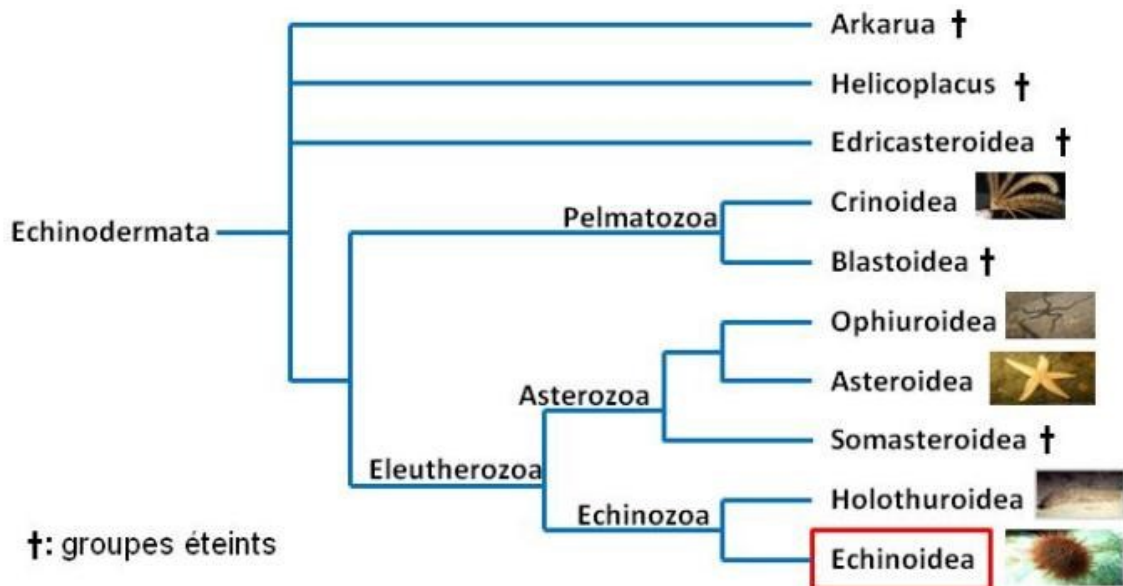 Arkarua †
Helicoplacus †
Edricasteroidea †
Crinoidea
Pelmatozoa
Echinodermata
Blastoidea †
Ophiuroidea
Asteroidea
Asterozoa
Somasteroidea †
Eleutherozoa
Holothuroidea
Echinozoa
†: groupes éteints
Echinoidea